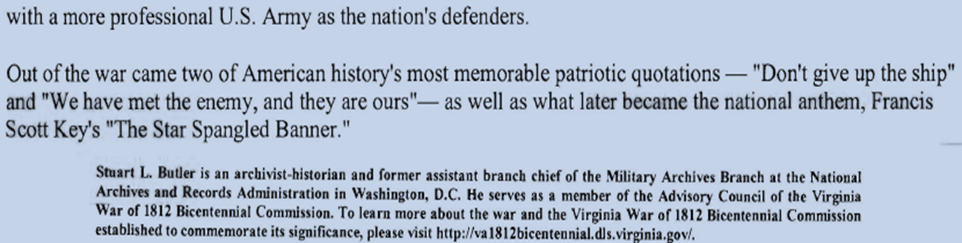 with a more professional U.S. Army as the nation's defenders.
Out of the war came two of American history's most memorable patriotic quotations — "Don't give up the ship"
and "We have met the enemy, and they are ours"— as well as what later became the national anthem, Francis
Scott Key's "The Star Spangled Banner."
Stuart L. Butler is an archivist-historian and former assistant branch chief of the Military Archives Branch at the National
Archives and Records Administration in Washington, D.C. He serves as a member of the Advisory Council of the Virginia
War of 1812 Bicentennial Commission. To learn more about the war and the Virginia War of 1812 Bicentennial Commission
established to commemorate its significance, please visit http://va1812bicentennial.dls.virginia.gov/.